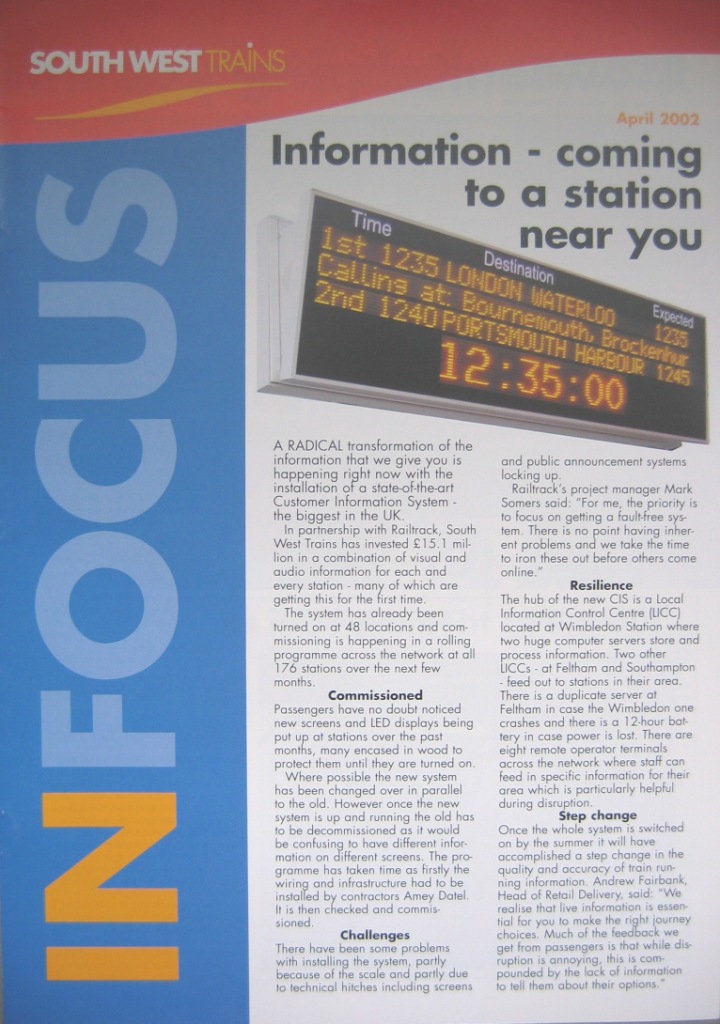 SOUTH WEST TRAINS
April 2002
Information - coming
to a station
near you
Time
Destination
Expected
1st 1235 LONDON WATERLOO 1235
Calling at: Bournemouth, Brockenhur
2nd 1240 PORTSMOUTH HARBOUR 1245
12:35:00
INFOCUS
A RADICAL transformation of the
information that we give you is
happening right now with the
installation of a state-of-the-art
Customer Information System -
the biggest in the UK.
In partnership with Railtrack, South
West Trains has invested £15.1 mil-
lion in a combination of visual and
audio information for each and
every station - many of which are
getting this for the first time.
The system has already been
turned on at 48 locations and com-
missioning is happening in a rolling
programme across the network at all
176 stations over the next few
months.
Commissioned
Passengers have no doubt noticed
new screens and LED displays being
put up at stations over the past
months, many encased in wood to
protect them until they are turned on.
Where possible the new system
has been changed over in parallel
to the old. However once the new
system is up and running the old has
to be decommissioned as it would
be confusing to have different infor-
mation on different screens. The pro-
gramme has taken time as firstly the
wiring and infrastructure had to be
installed by contractors Amey Datel.
It is then checked and commis-
sioned.
Challenges
There have been some problems
with installing the system, partly
because of the scale and partly due
to technical hitches including screens
and public announcement systems
locking up.
Railtrack's project manager Mark
Somers said: "For me, the priority is
to focus on getting a fault-free sys-
tem. There is no point having inher-
ent problems and we take the time
to iron these out before others come
online."
Resilience
The hub of the new CIS is a Local
Information Control Centre (LICC)
located at Wimbledon Station where
two huge computer servers store and
process information. Two other
LICCs - at Feltham and Southampton
- feed out to stations in their area.
There is a duplicate server at
Feltham in case the Wimbledon one
crashes and there is a 12-hour bat-
tery in case power is lost. There are
eight remote operator terminals
across the network where staff can
feed in specific information for their
area which is particularly helpful
during disruption.
Step change
Once the whole system is switched
on by the summer it will have
accomplished a step change in the
quality and accuracy of train run-
ning information. Andrew Fairbank,
Head of Retail Delivery, said: "We
realise that live information is essen-
tial for you to make the right journey
choices. Much of the feedback we
get from passengers is that while dis-
ruption is annoying, this is com-
pounded by the lack of information
to tell them about their options."